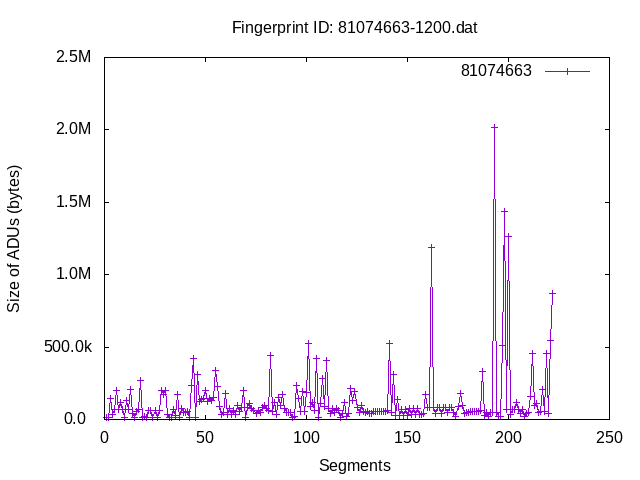 Fingerprint ID: 81074663-1200.dat
81074663
2.5M
2.0M
1.5M
1.0M
500.0k
0.0
Size of ADUs (bytes)
0 50 100 150 200 250
Segments